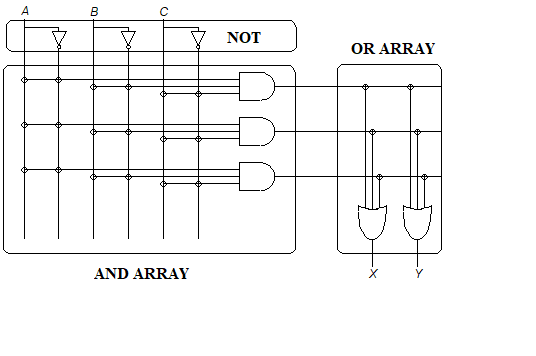 A B C
NOT
OR ARRAY
AND ARRAY
X Y